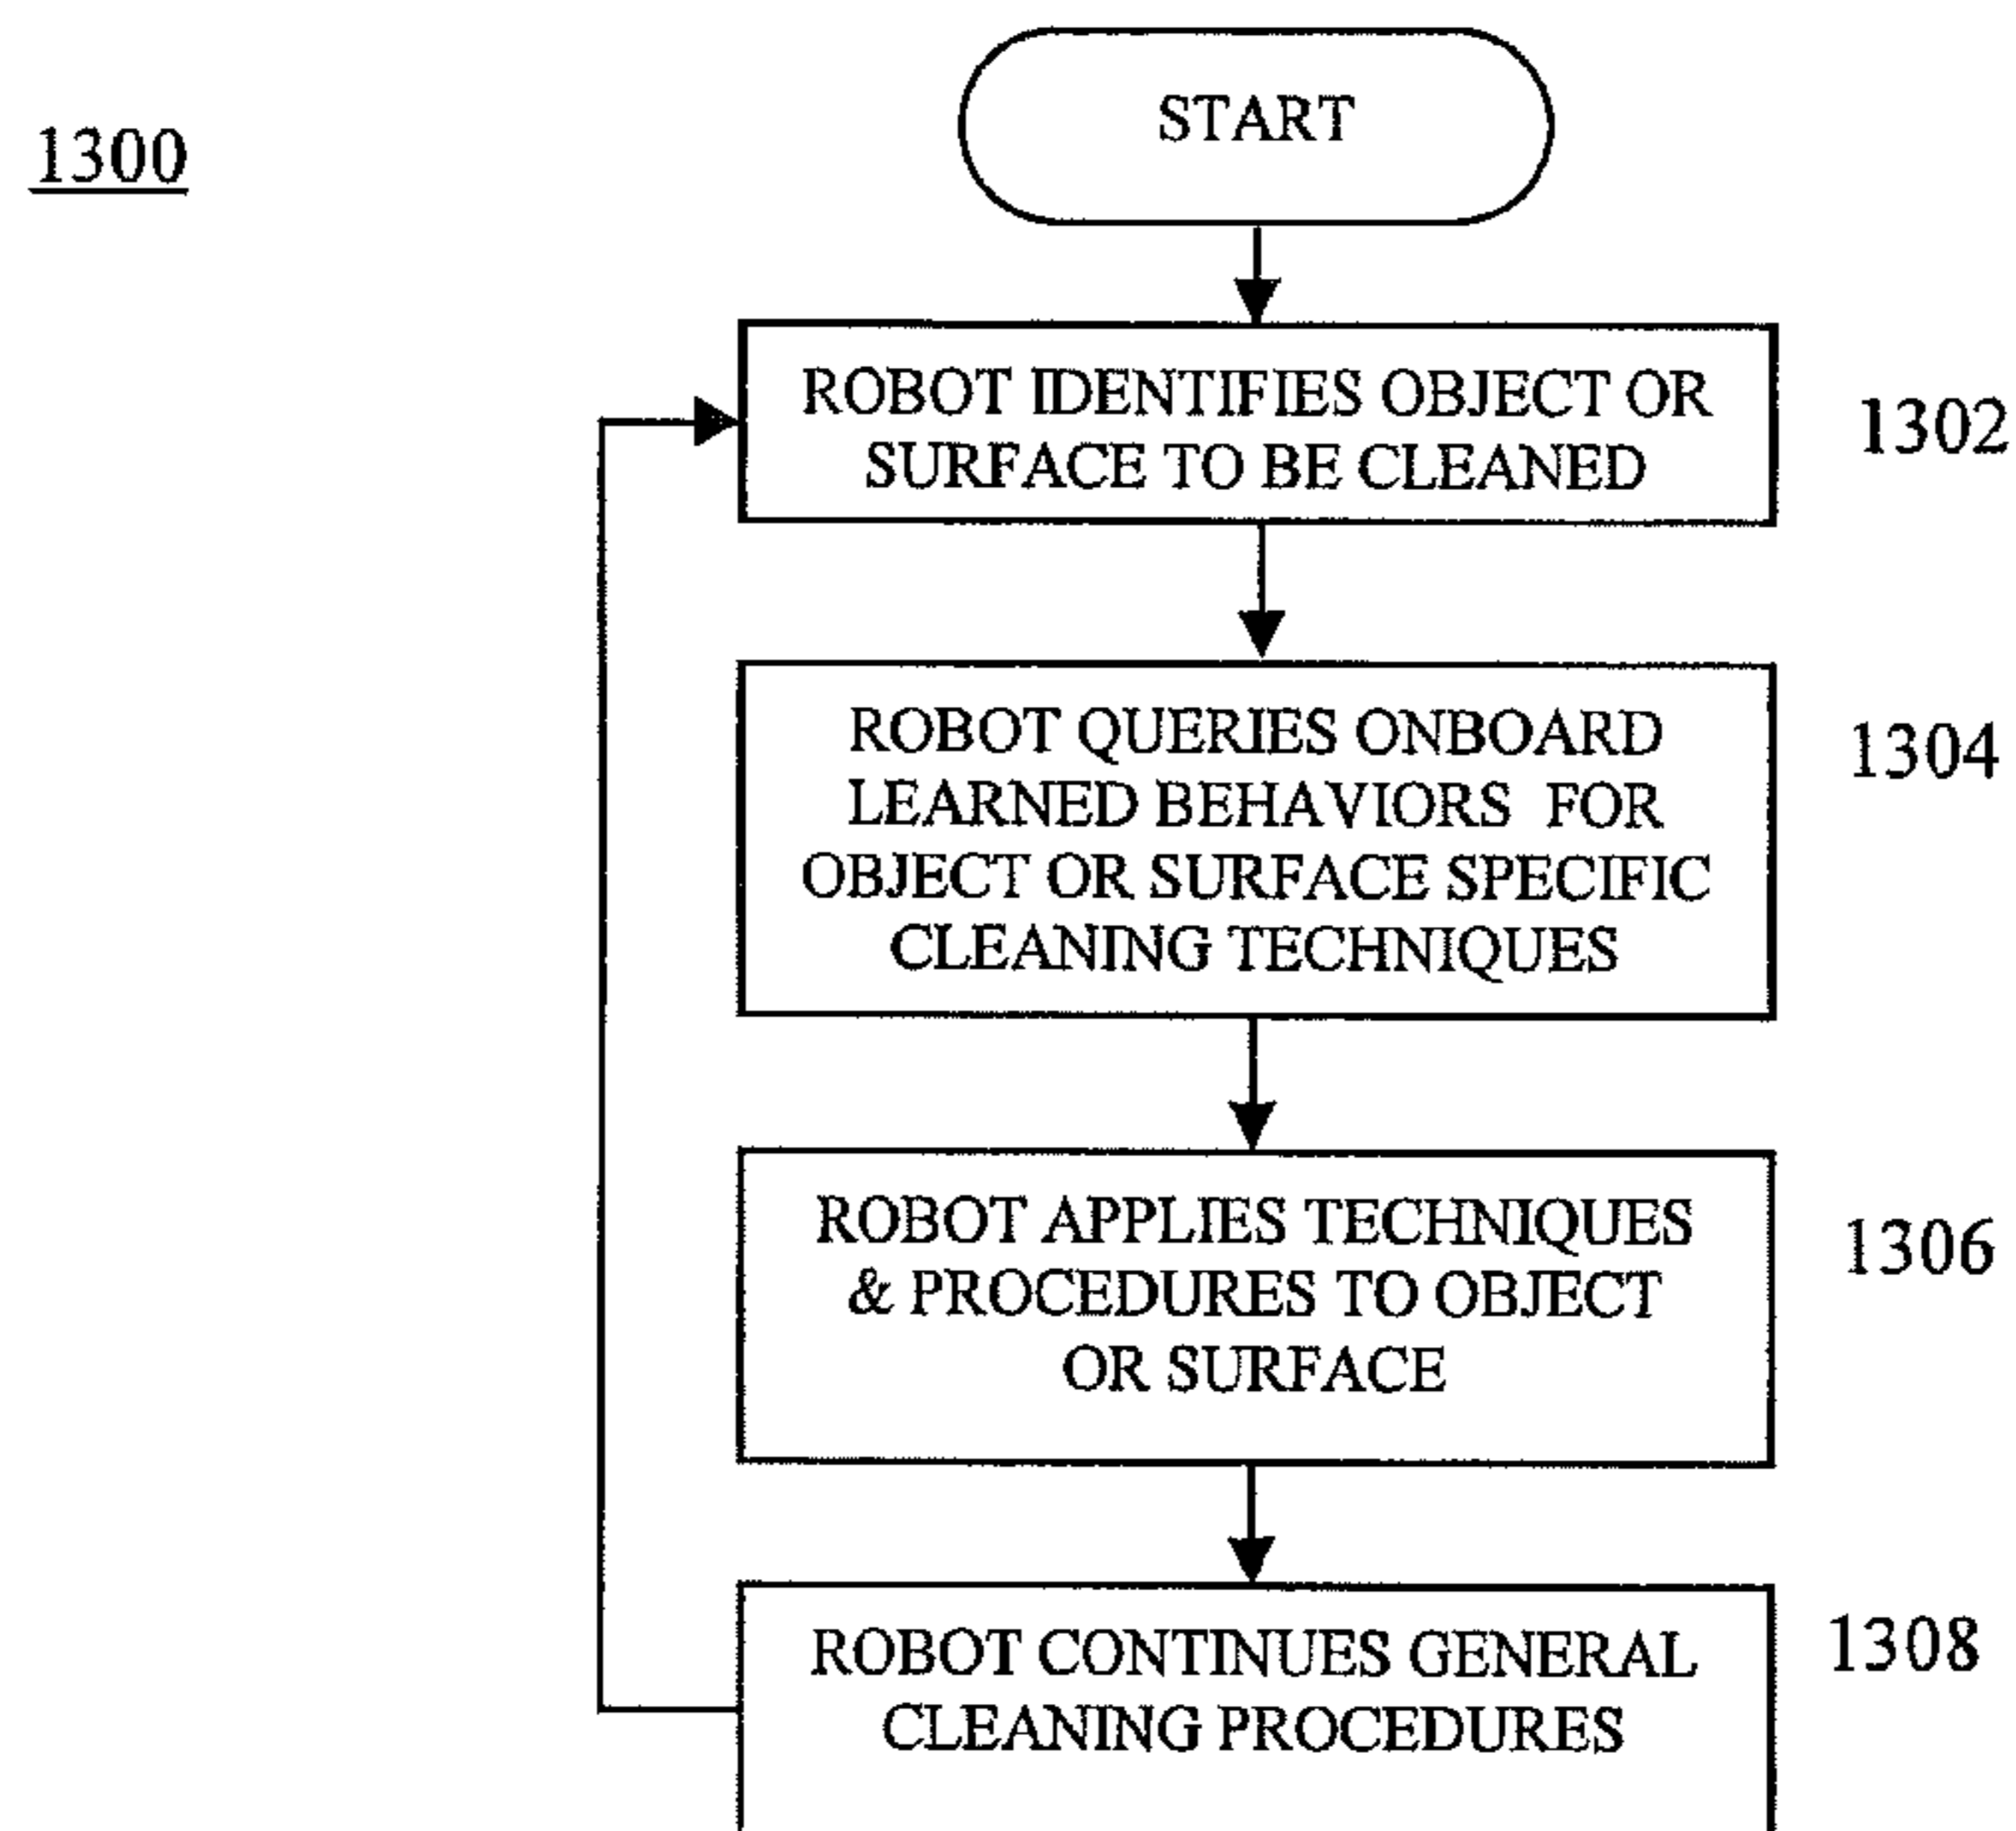 START
1300
ROBOT IDENTIFIES OBJECT OR
SURFACE TO BE CLEANED
1302
ROBOT QUERIES ONBOARD
LEARNED BEHAVIORS FOR
OBJECT OR SURFACE SPECIFIC
CLEANING TECHNIQUES
1304
ROBOT APPLIES TECHNIQUES
& PROCEDURES TO OBJECT
OR SURFACE
1306
ROBOT CONTINUES GENERAL
CLEANING PROCEDURES
1308